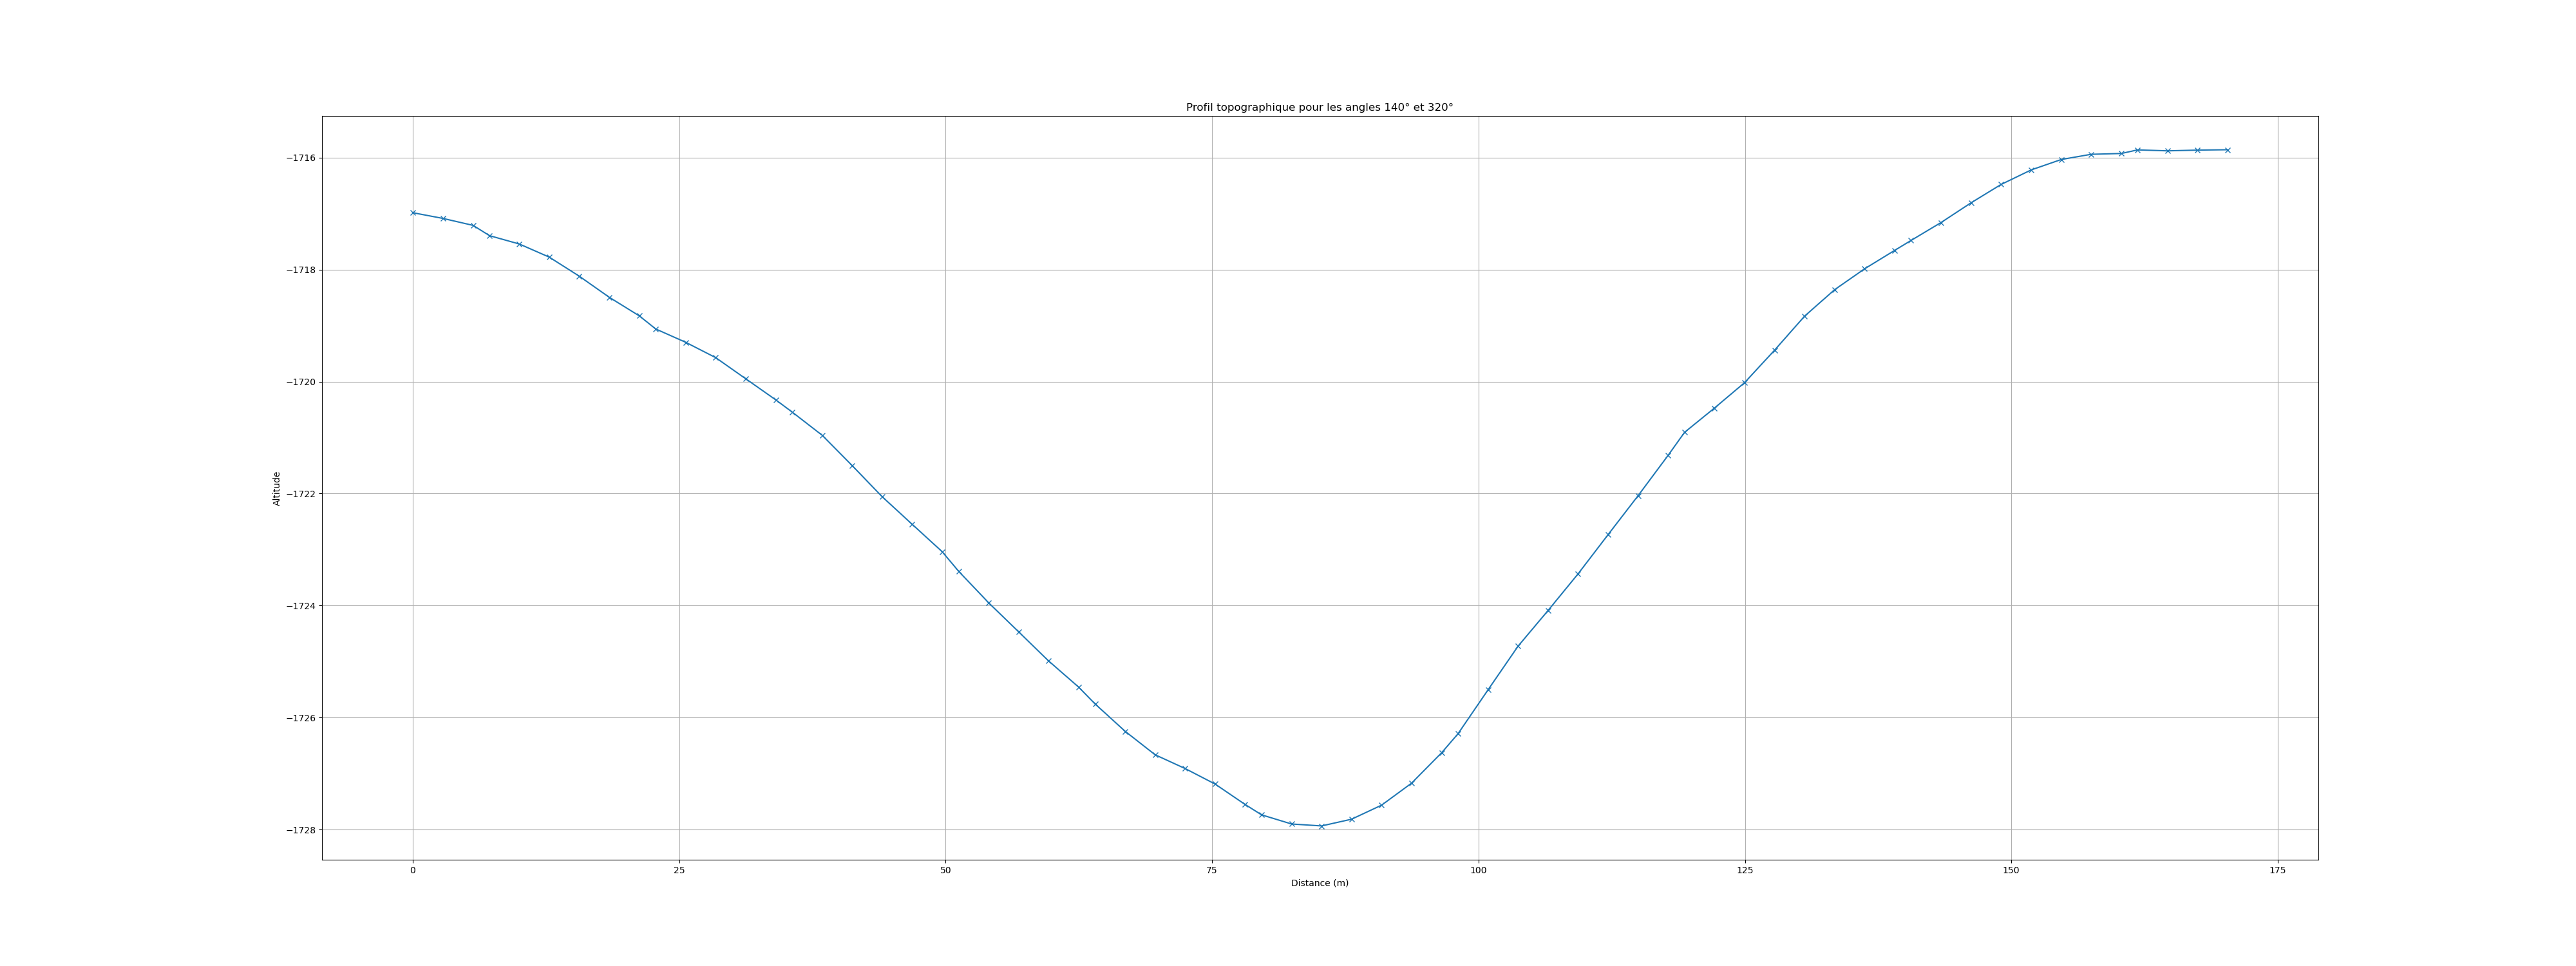 Profil topographique pour les angles 140° et 320°
−1716
−1718
−1720
−1722
−1724
−1726
−1728
Altitude
0 25 50 75 100 125 150 175
Distance (m)